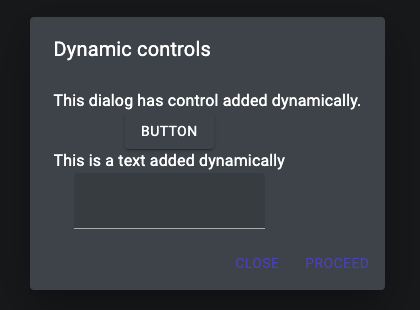 Dynamic controls
This dialog has control added dynamically.
BUTTON
This is a text added dynamically
CLOSE PROCEED